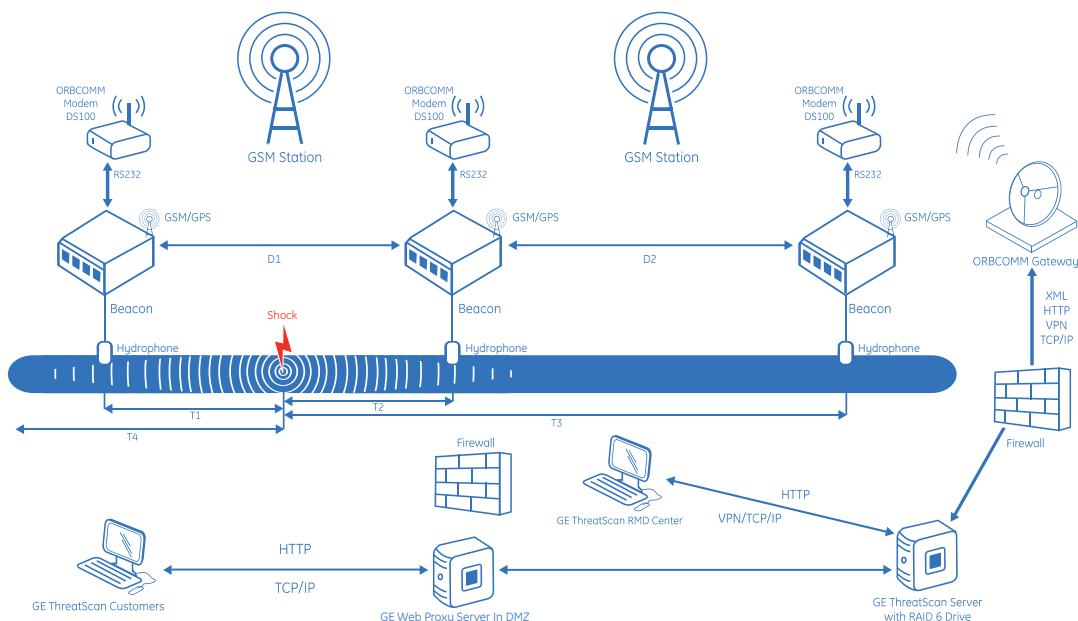 ORBCOMM
Modem
DS100
GSM Station
ORBCOMM
Modem
DS100
GSM Station
ORBCOMM
Modem
DS100
RS232
RS232
RS232
GSM/GPS
GSM/GPS
GSM/GPS
D1
D2
ORBCOMM Gateway
Beacon
Beacon
Beacon
XML
HTTP
VPN
TCP/IP
Shock
Hydrophone
Hydrophone
Hydrophone
T1
T2
T3
T4
Firewall
Firewall
GE ThreatScan RMD Center
HTTP
VPN/TCP/IP
HTTP
TCP/IP
GE ThreatScan Customers
GE Web Proxy Server In DMZ
GE ThreatScan Server
with RAID 6 Drive